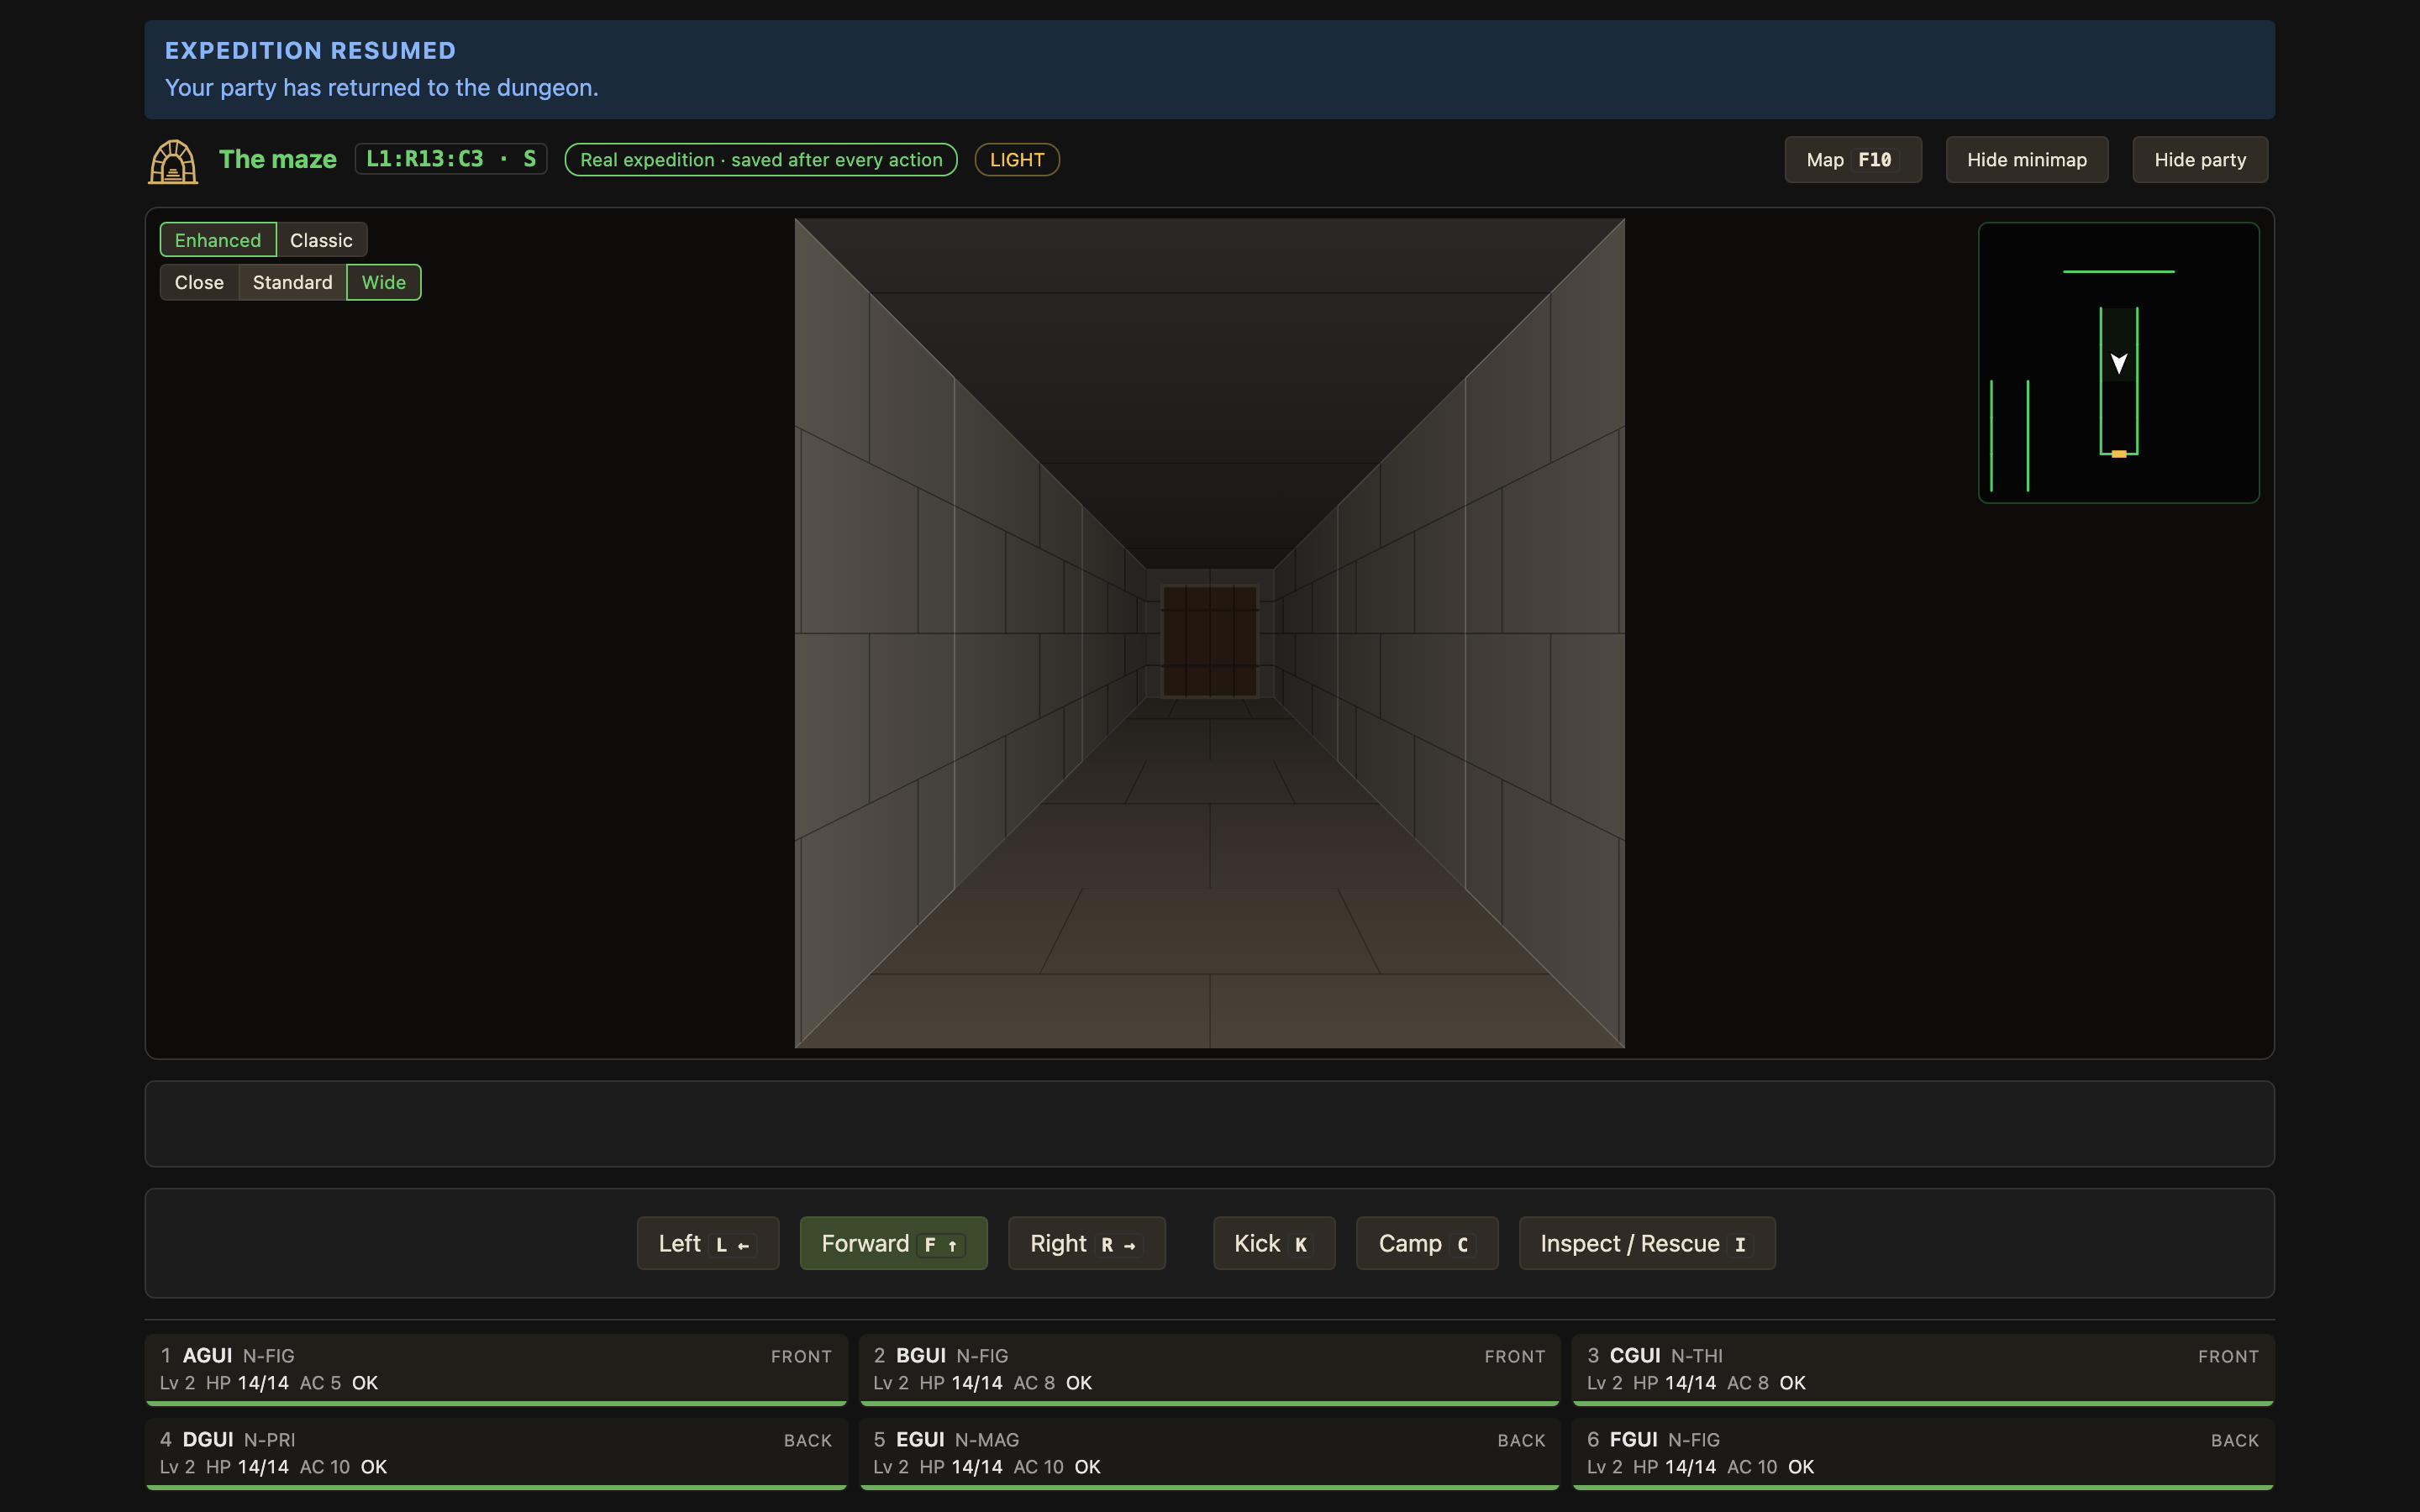 EXPEDITION RESUMED
Your party has returned to the dungeon.
The maze L1:R13:C3 · S Real expedition · saved after every action LIGHT Map F10 Hide minimap Hide party
Enhanced Classic
Close Standard Wide
Left L ← Forward F ↑ Right R → Kick K Camp C Inspect / Rescue I
1 AGUI N-FIG FRONT
Lv 2 HP 14/14 AC 5 OK
2 BGUI N-FIG FRONT
Lv 2 HP 14/14 AC 8 OK
3 CGUI N-THI FRONT
Lv 2 HP 14/14 AC 8 OK
4 DGUI N-PRI BACK
Lv 2 HP 14/14 AC 10 OK
5 EGUI N-MAG BACK
Lv 2 HP 14/14 AC 10 OK
6 FGUI N-FIG BACK
Lv 2 HP 14/14 AC 10 OK